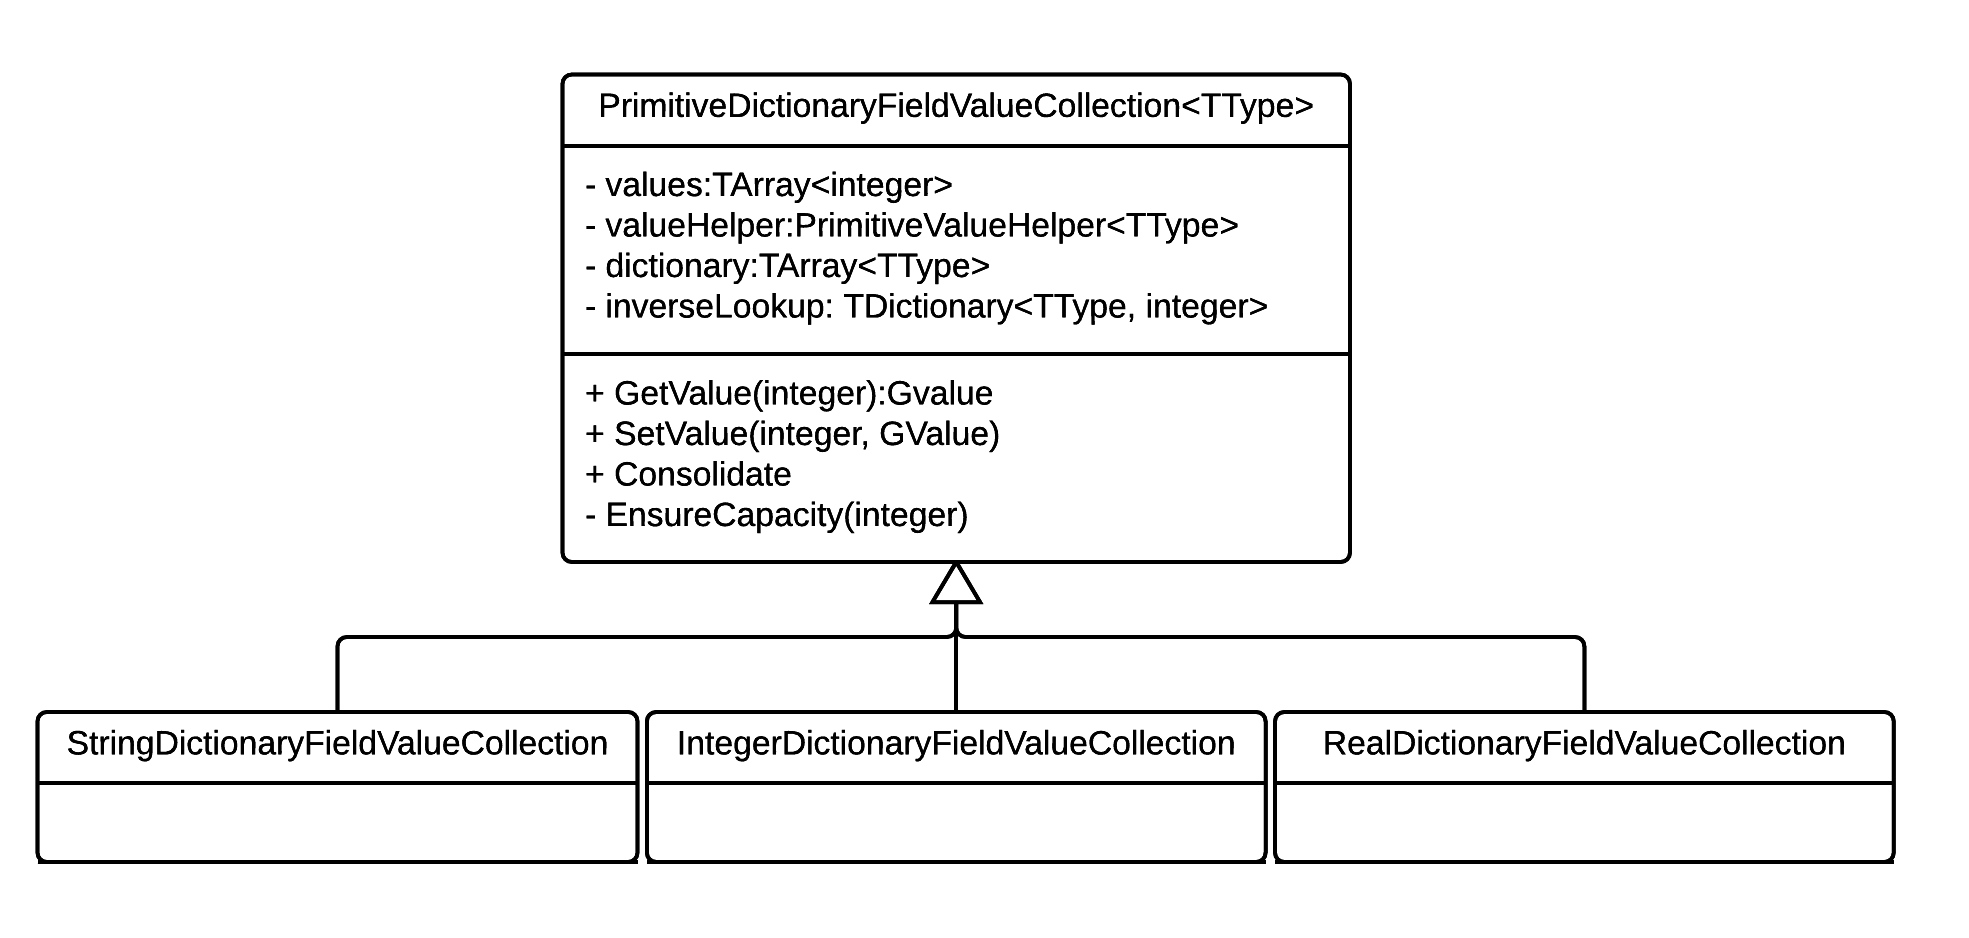 PrimitiveDictionaryFieldValueCollection<TType>
- values:TArray<integer>
- valueHelper:PrimitiveValueHelper<TType>
- dictionary:TArray<TType>
- inverseLookup: TDictionary<TType, integer>
+ GetValue(integer):Gvalue
+ SetValue(integer, GValue)
+ Consolidate
- EnsureCapacity(integer)
StringDictionaryFieldValueCollection
IntegerDictionaryFieldValueCollection
RealDictionaryFieldValueCollection